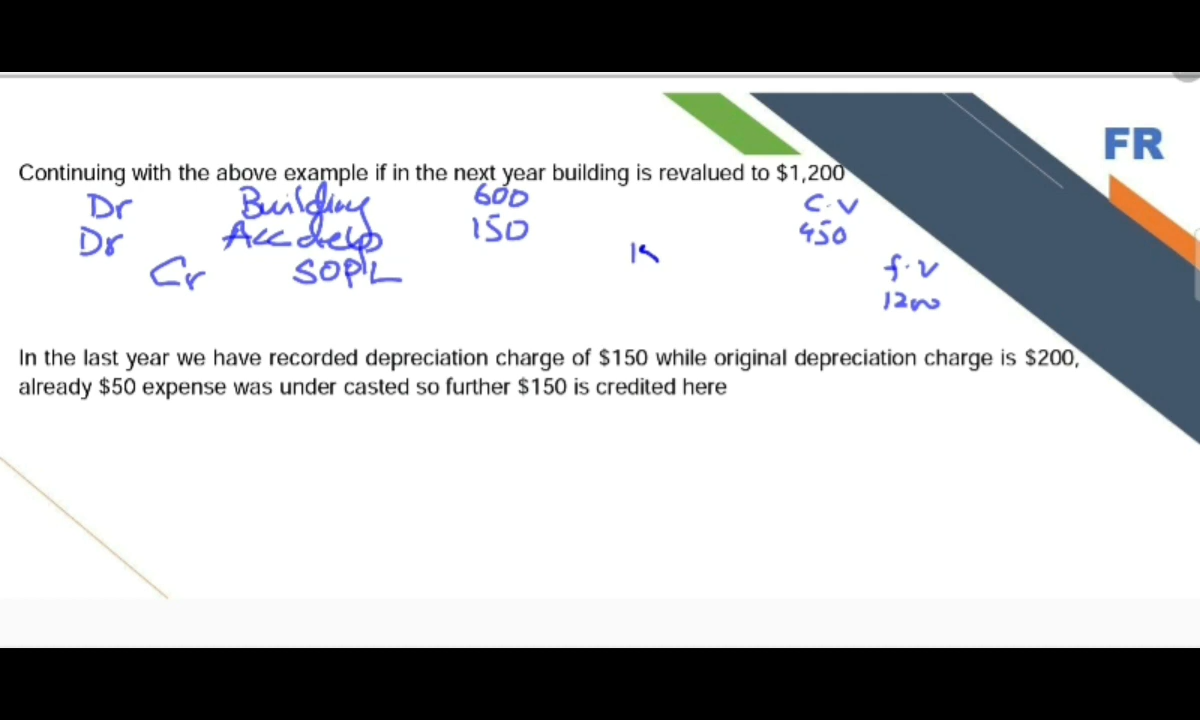 FR
Continuing with the above example if in the next year building is revalued to $1,200
Dr Building 600 C.V
Dr Acc dep 150 450
Cr SOPL
f.v
1200
In the last year we have recorded depreciation charge of $150 while original depreciation charge is $200,
already $50 expense was under casted so further $150 is credited here